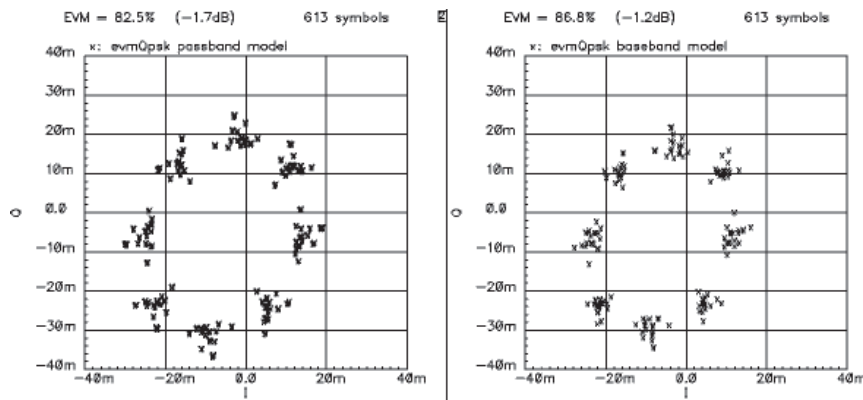 EVM = 82.5% (-1.7dB) 613 symbols
x: evmQpsk passband model
40m
30m
20m
10m
0.0
-10m
-20m
-30m
-40m
Q
-40m -20m 0.0 20m 40m
I
EVM = 86.8% (-1.2dB) 613 symbols
x: evmQpsk baseband model
40m
30m
20m
10m
0.0
-10m
-20m
-30m
-40m
Q
-40m -20m 0.0 20m 40m
I